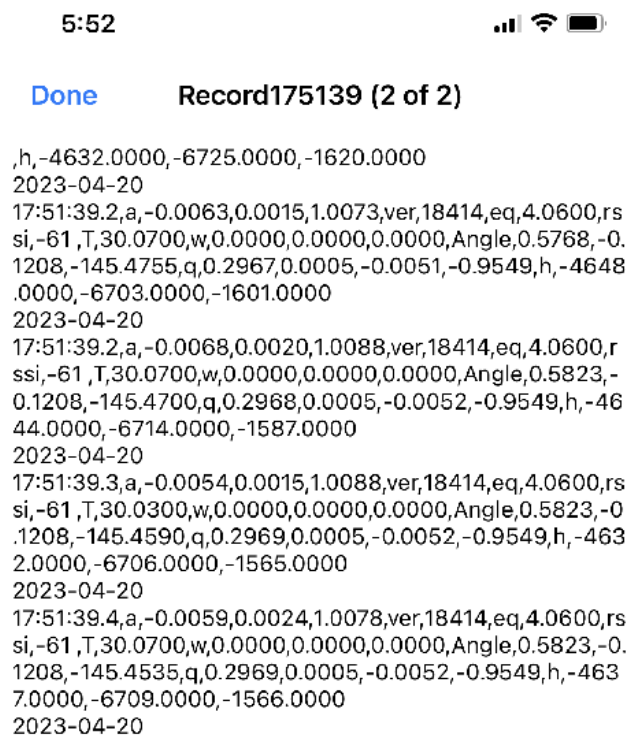 5:52
Done Record175139 (2 of 2)
,h,-4632.0000,-6725.0000,-1620.0000
2023-04-20
17:51:39.2,a,-0.0063,0.0015,1.0073,ver,18414,eq,4.0600,rs
si,-61 ,T,30.0700,w,0.0000,0.0000,0.0000,Angle,0.5768,-0.
1208,-145.4755,q,0.2967,0.0005,-0.0051,-0.9549,h,-4648
.0000,-6703.0000,-1601.0000
2023-04-20
17:51:39.2,a,-0.0068,0.0020,1.0088,ver,18414,eq,4.0600,r
ssi,-61 ,T,30.0700,w,0.0000,0.0000,0.0000,Angle,0.5823,-
0.1208,-145.4700,q,0.2968,0.0005,-0.0052,-0.9549,h,-46
44.0000,-6714.0000,-1587.0000
2023-04-20
17:51:39.3,a,-0.0054,0.0015,1.0088,ver,18414,eq,4.0600,rs
si,-61 ,T,30.0300,w,0.0000,0.0000,0.0000,Angle,0.5823,-0
.1208,-145.4590,q,0.2969,0.0005,-0.0052,-0.9549,h,-463
2.0000,-6706.0000,-1565.0000
2023-04-20
17:51:39.4,a,-0.0059,0.0024,1.0078,ver,18414,eq,4.0600,rs
si,-61 ,T,30.0700,w,0.0000,0.0000,0.0000,Angle,0.5823,-0.
1208,-145.4535,q,0.2969,0.0005,-0.0052,-0.9549,h,-463
7.0000,-6709.0000,-1566.0000
2023-04-20